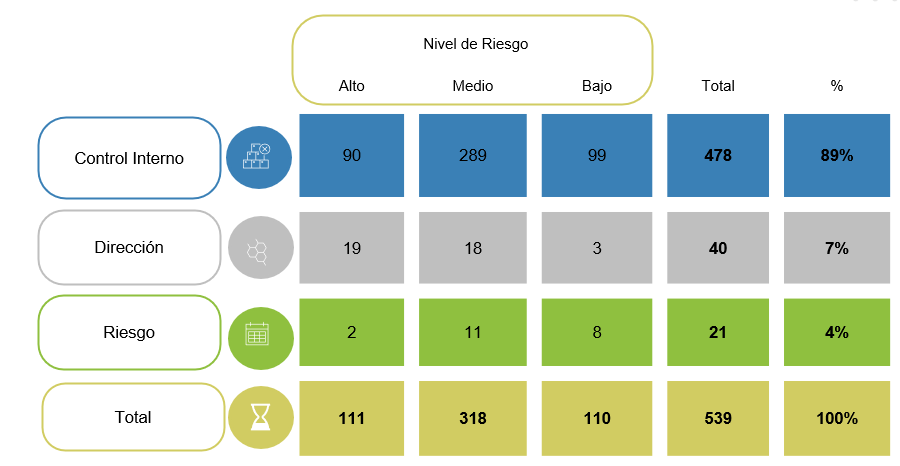 Nivel de Riesgo
Alto Medio Bajo Total %
Control Interno 90 289 99 478 89%
Dirección 19 18 3 40 7%
Riesgo 2 11 8 21 4%
Total 111 318 110 539 100%